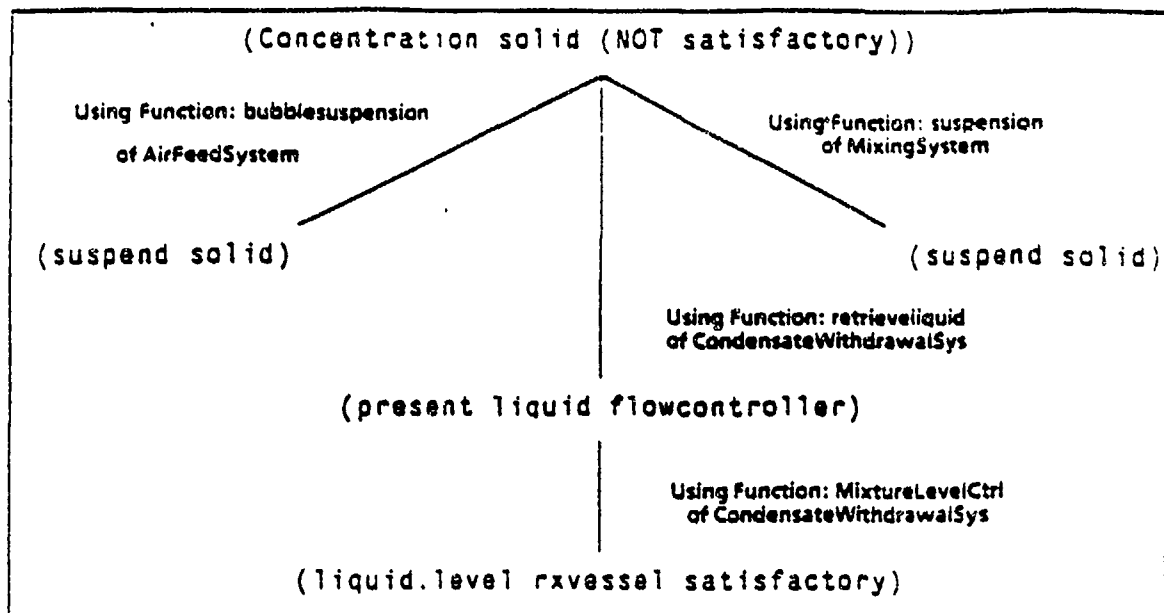 (Concentration solid (NOT satisfactory))
Using Function: bubblesuspension
of AirFeedSystem
Using Function: suspension
of MixingSystem
(suspend solid)
(suspend solid)
Using Function: retrieveliquid
of CondensateWithdrawalSys
(present liquid flowcontroller)
Using Function: MixtureLevelCtrl
of CondensateWithdrawalSys
(liquid.level rxvessel satisfactory)